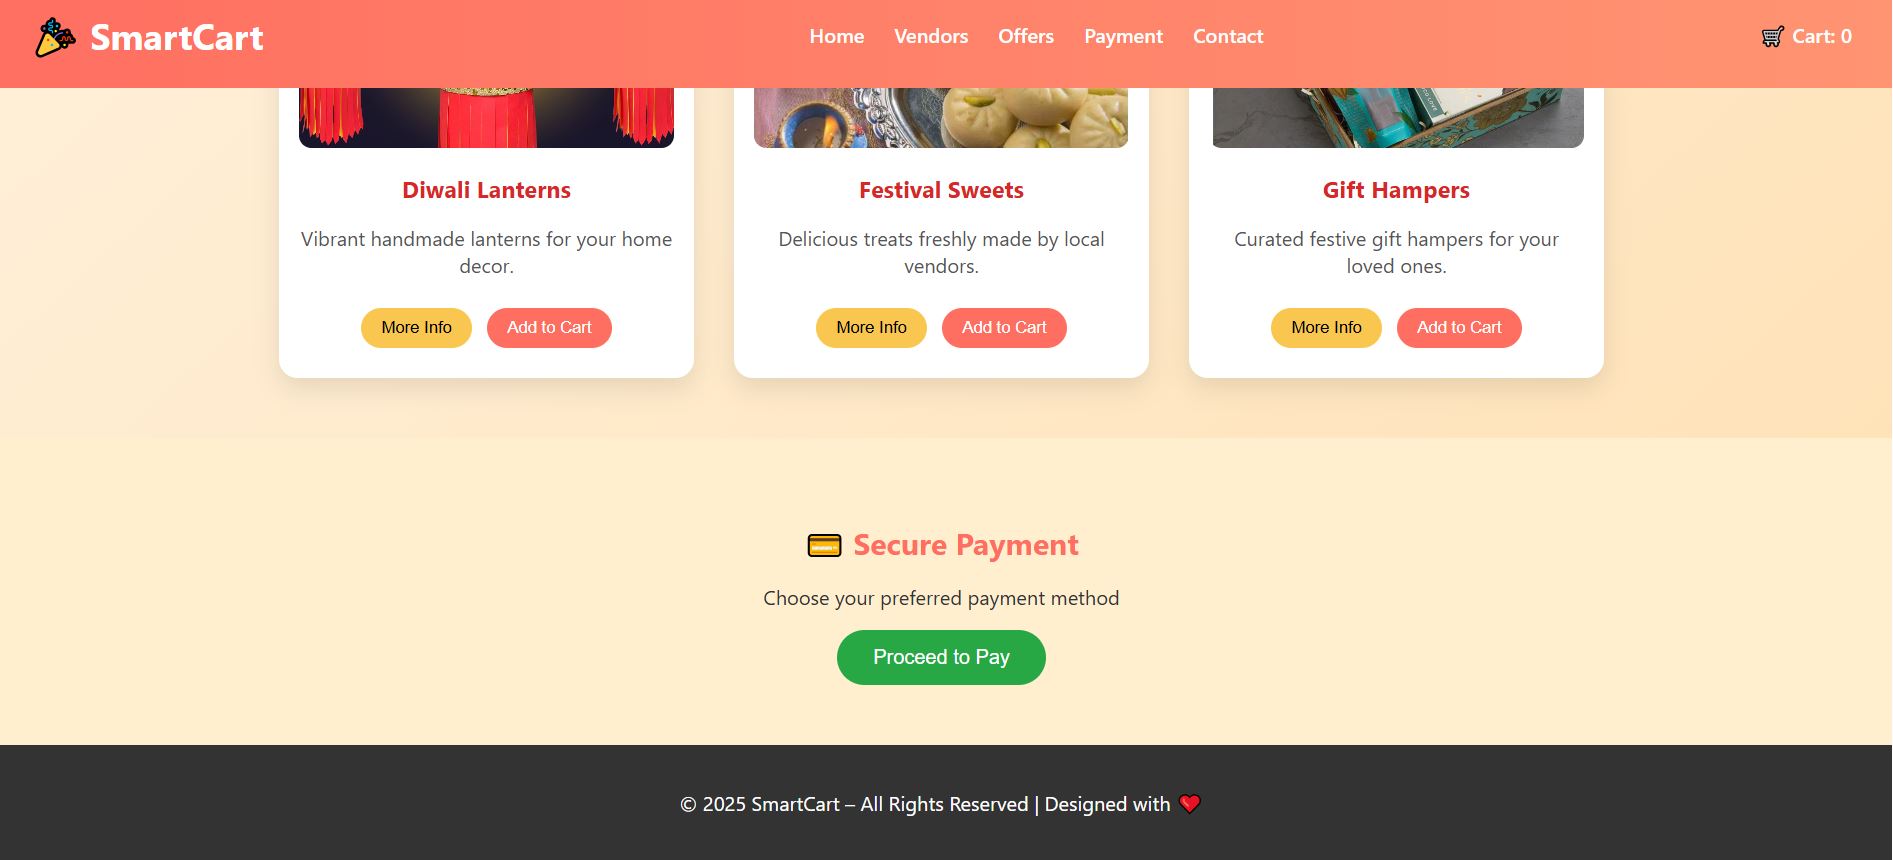 SmartCart
Home Vendors Offers Payment Contact
Cart: 0
Diwali Lanterns
Vibrant handmade lanterns for your home
decor.
More Info Add to Cart
Festival Sweets
Delicious treats freshly made by local
vendors.
More Info Add to Cart
Gift Hampers
Curated festive gift hampers for your
loved ones.
More Info Add to Cart
Secure Payment
Choose your preferred payment method
Proceed to Pay
© 2025 SmartCart – All Rights Reserved | Designed with ❤️